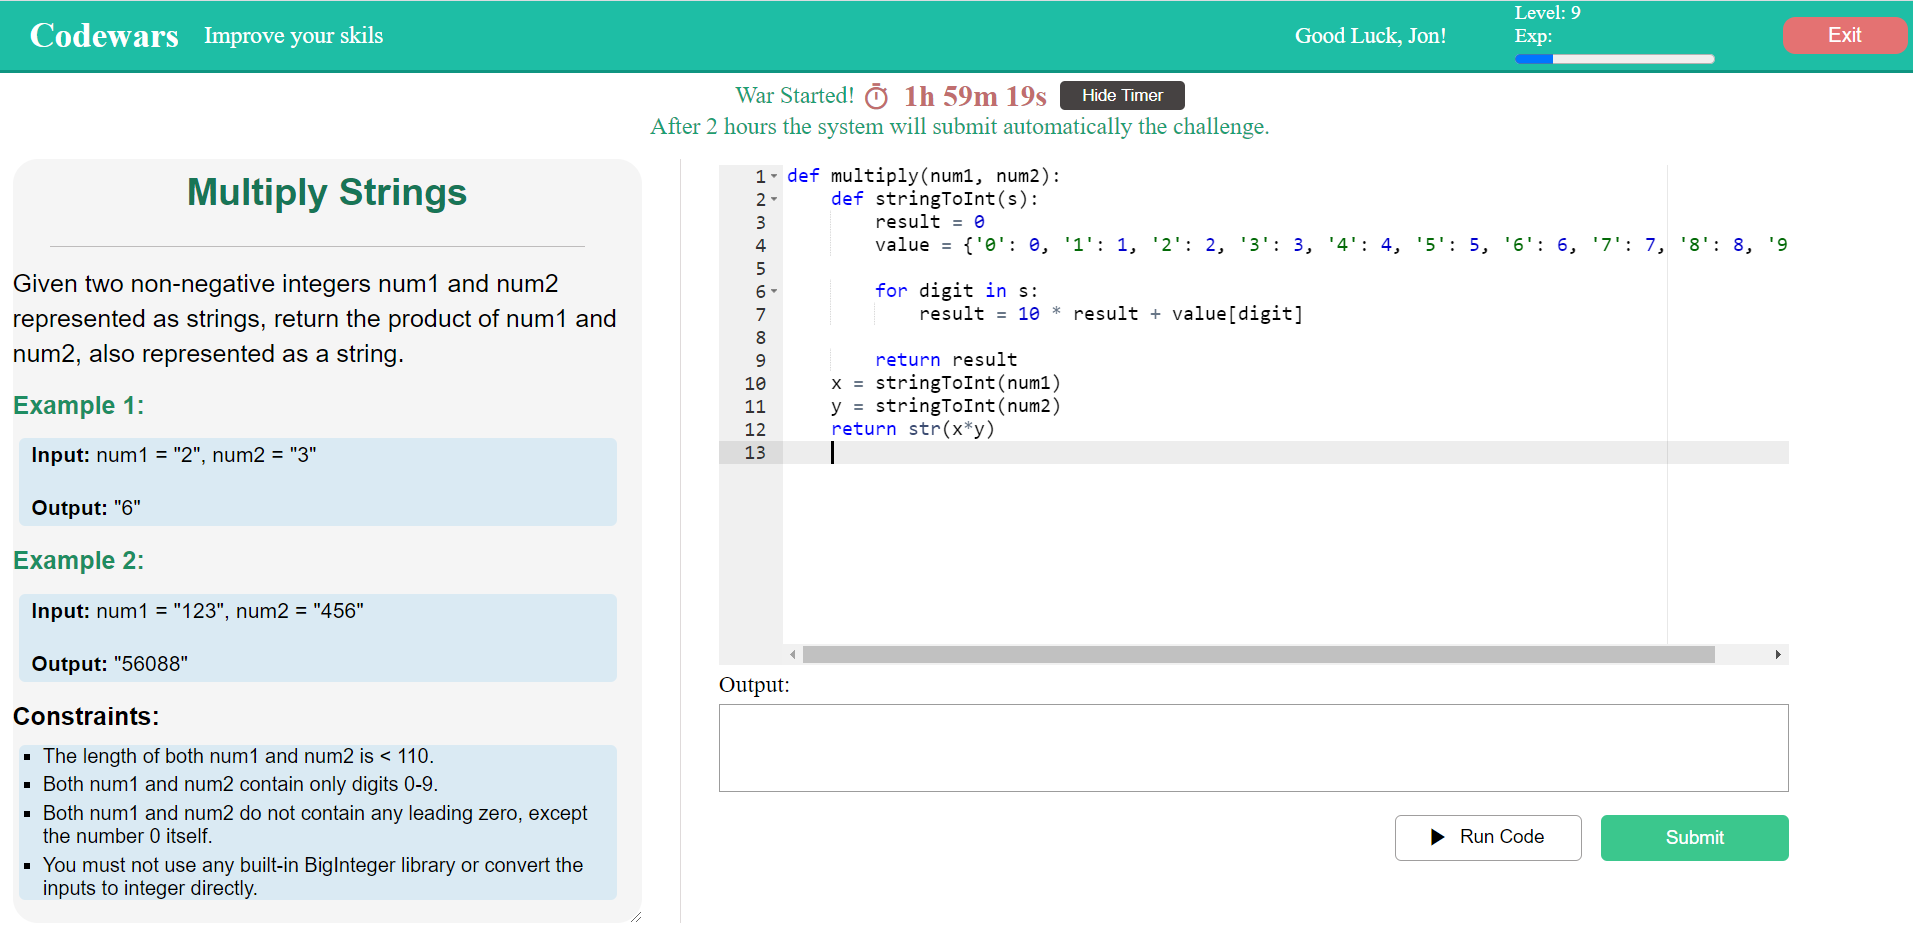 Codewars
Improve your skils
Good Luck, Jon!
Level: 9
Exp:
Exit
War Started!
1h 59m 19s
Hide Timer
After 2 hours the system will submit automatically the challenge.
Multiply Strings
Given two non-negative integers num1 and num2
represented as strings, return the product of num1 and
num2, also represented as a string.
Example 1:
Input: num1 = "2", num2 = "3"
Output: "6"
Example 2:
Input: num1 = "123", num2 = "456"
Output: "56088"
Constraints:
▪ The length of both num1 and num2 is < 110.
▪ Both num1 and num2 contain only digits 0-9.
▪ Both num1 and num2 do not contain any leading zero, except
the number 0 itself.
▪ You must not use any built-in BigInteger library or convert the
inputs to integer directly.
1 def multiply(num1, num2):
2     def stringToInt(s):
3         result = 0
4         value = {'0': 0, '1': 1, '2': 2, '3': 3, '4': 4, '5': 5, '6': 6, '7': 7, '8': 8, '9
5
6         for digit in s:
7             result = 10 * result + value[digit]
8
9         return result
10     x = stringToInt(num1)
11     y = stringToInt(num2)
12     return str(x*y)
13
Output:
Run Code
Submit